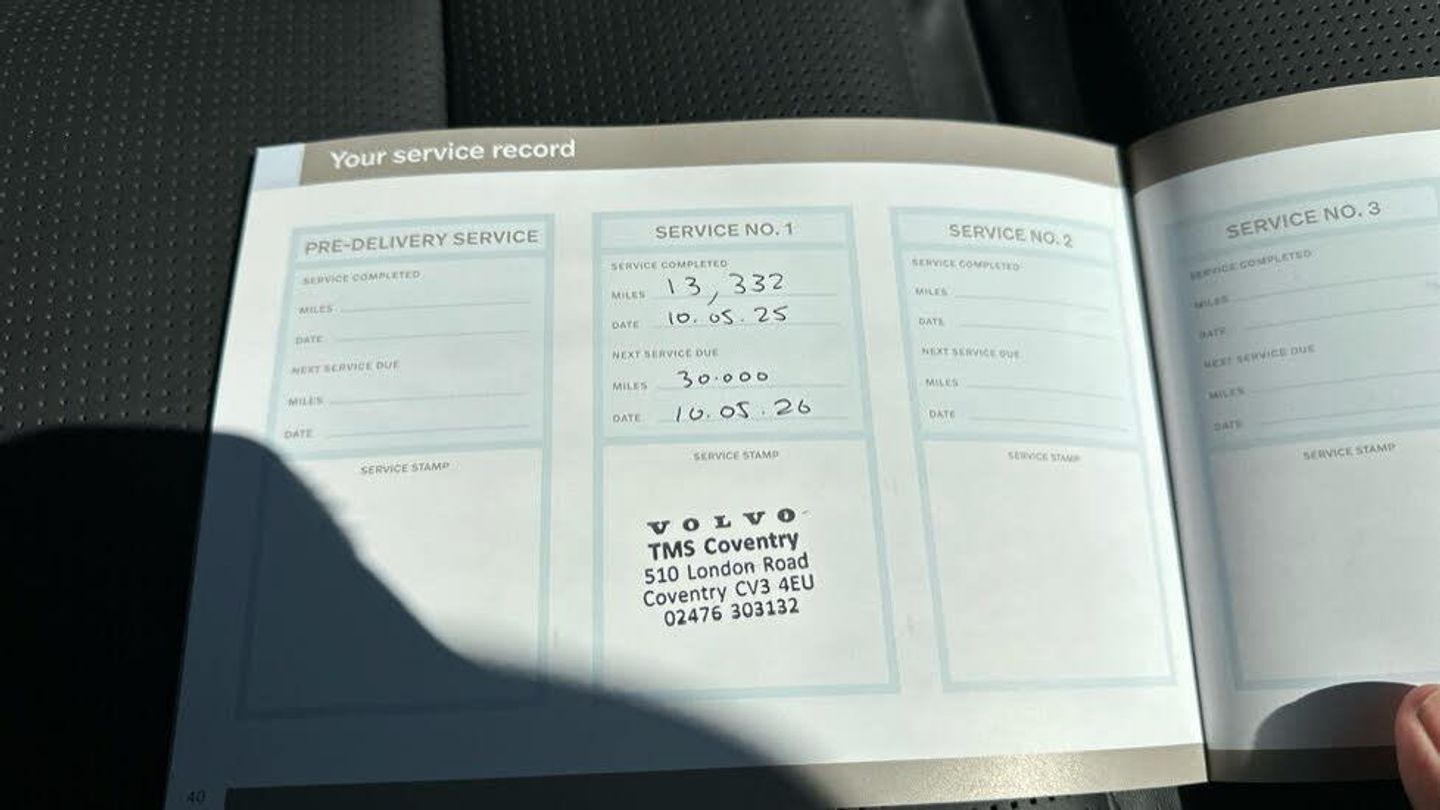 Your service record
PRE-DELIVERY SERVICE
SERVICE COMPLETED
MILES
DATE
NEXT SERVICE DUE
MILES
DATE
SERVICE STAMP
SERVICE NO. 1
SERVICE COMPLETED
MILES 13,332
DATE 10.05.25
NEXT SERVICE DUE
MILES 30.000
DATE 10.05.26
SERVICE STAMP
VOLVO
TMS Coventry
510 London Road
Coventry CV3 4EU
02476 303132
SERVICE NO. 2
SERVICE COMPLETED
MILES
DATE
NEXT SERVICE DUE
MILES
DATE
SERVICE STAMP
SERVICE NO. 3
SERVICE COMPLETED
MILES
DATE
NEXT SERVICE DUE
MILES
DATE
SERVICE STAMP
40